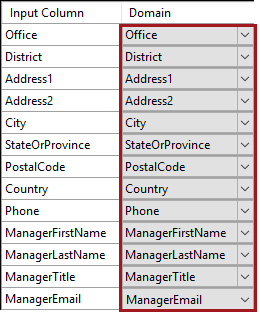 Input Column Domain
Office Office
District District
Address1 Address1
Address2 Address2
City City
StateOrProvince StateOrProvince
PostalCode PostalCode
Country Country
Phone Phone
ManagerFirstName ManagerFirstName
ManagerLastName ManagerLastName
ManagerTitle ManagerTitle
ManagerEmail ManagerEmail